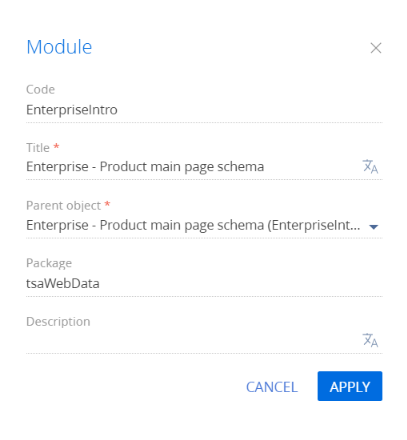 Module
Code
EnterpriseIntro
Title *
Enterprise - Product main page schema
Parent object *
Enterprise - Product main page schema (EnterpriseInt...
Package
tsaWebData
Description
CANCEL APPLY